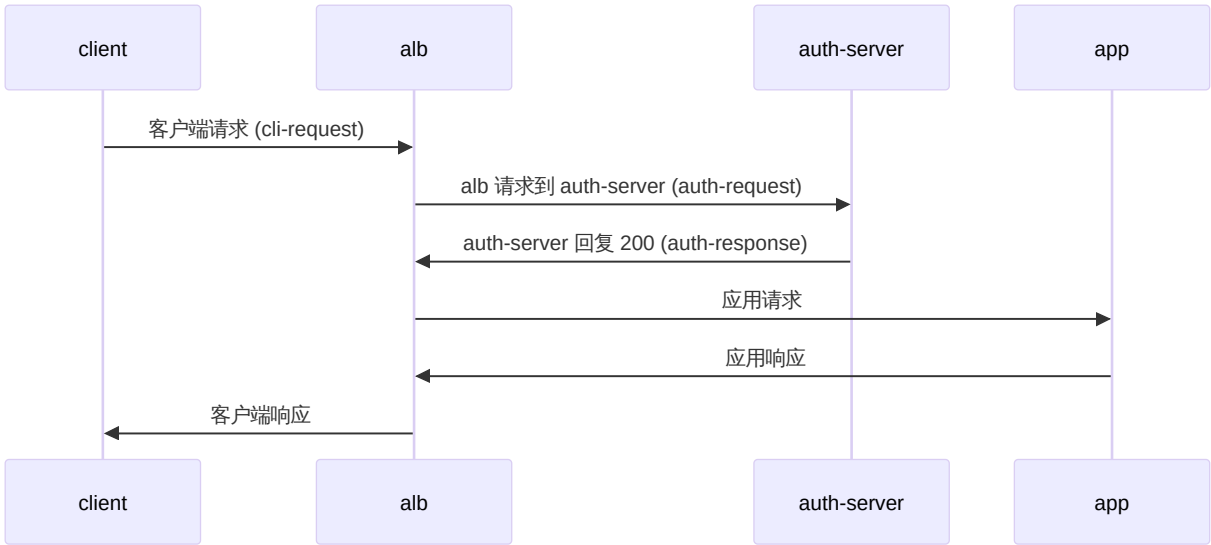 client
alb
auth-server
app
客户端请求 (cli-request)
alb 请求到 auth-server (auth-request)
auth-server 回复 200 (auth-response)
应用请求
应用响应
客户端响应
client
alb
auth-server
app